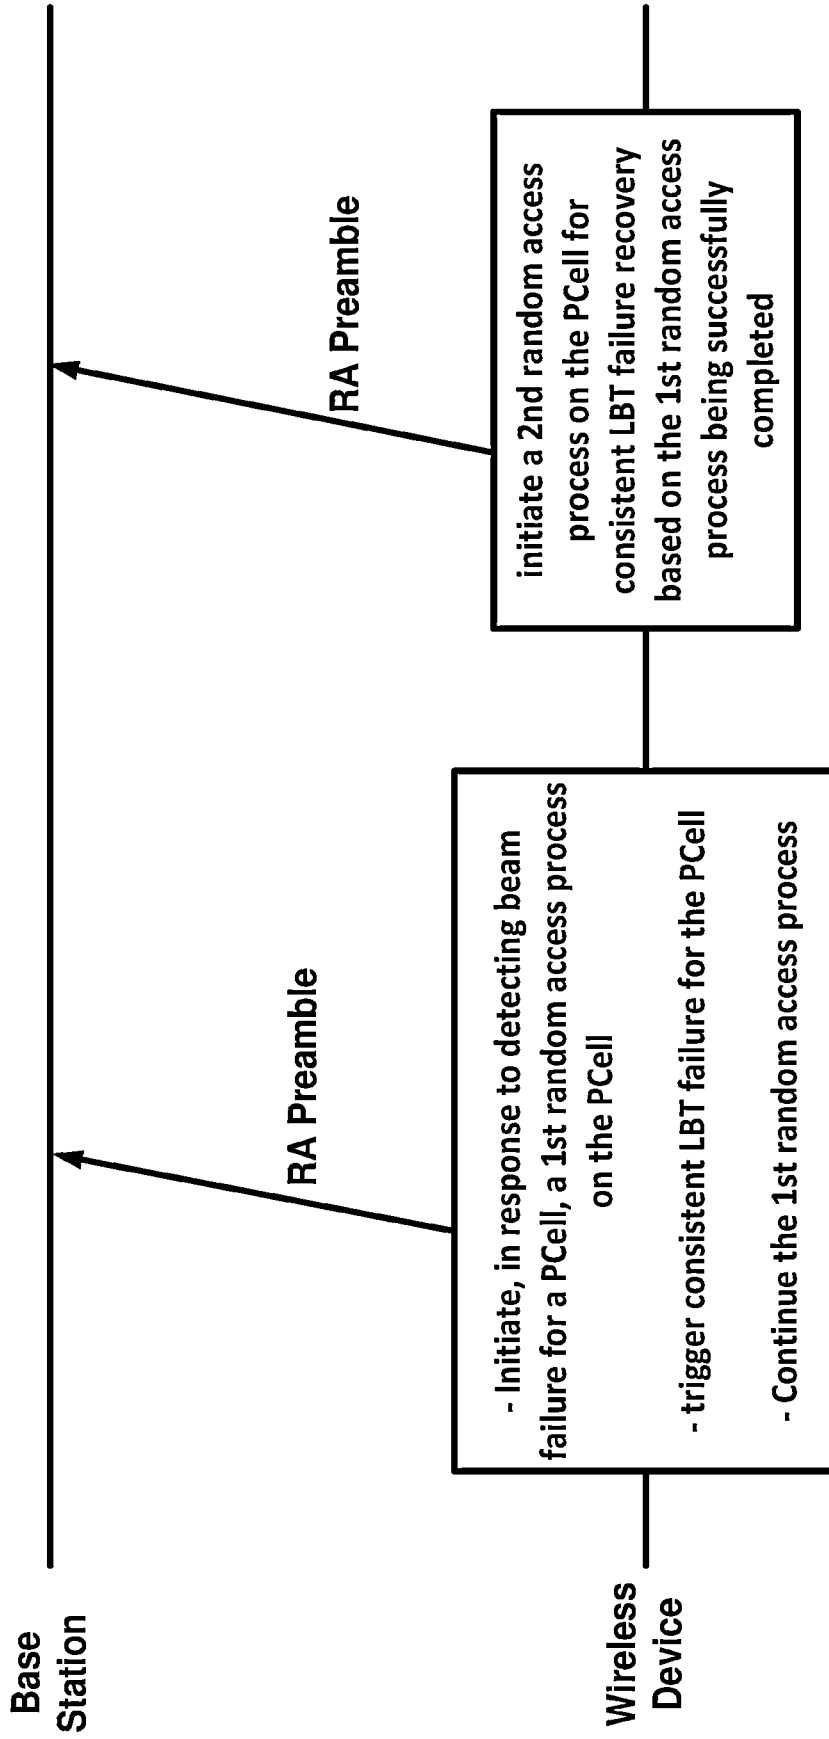 Base
Station
RA Preamble
RA Preamble
Wireless
Device
- Initiate, in response to detecting beam
failure for a PCell, a 1st random access process
on the PCell
- trigger consistent LBT failure for the PCell
- Continue the 1st random access process
initiate a 2nd random access
process on the PCell for
consistent LBT failure recovery
based on the 1st random access
process being successfully
completed